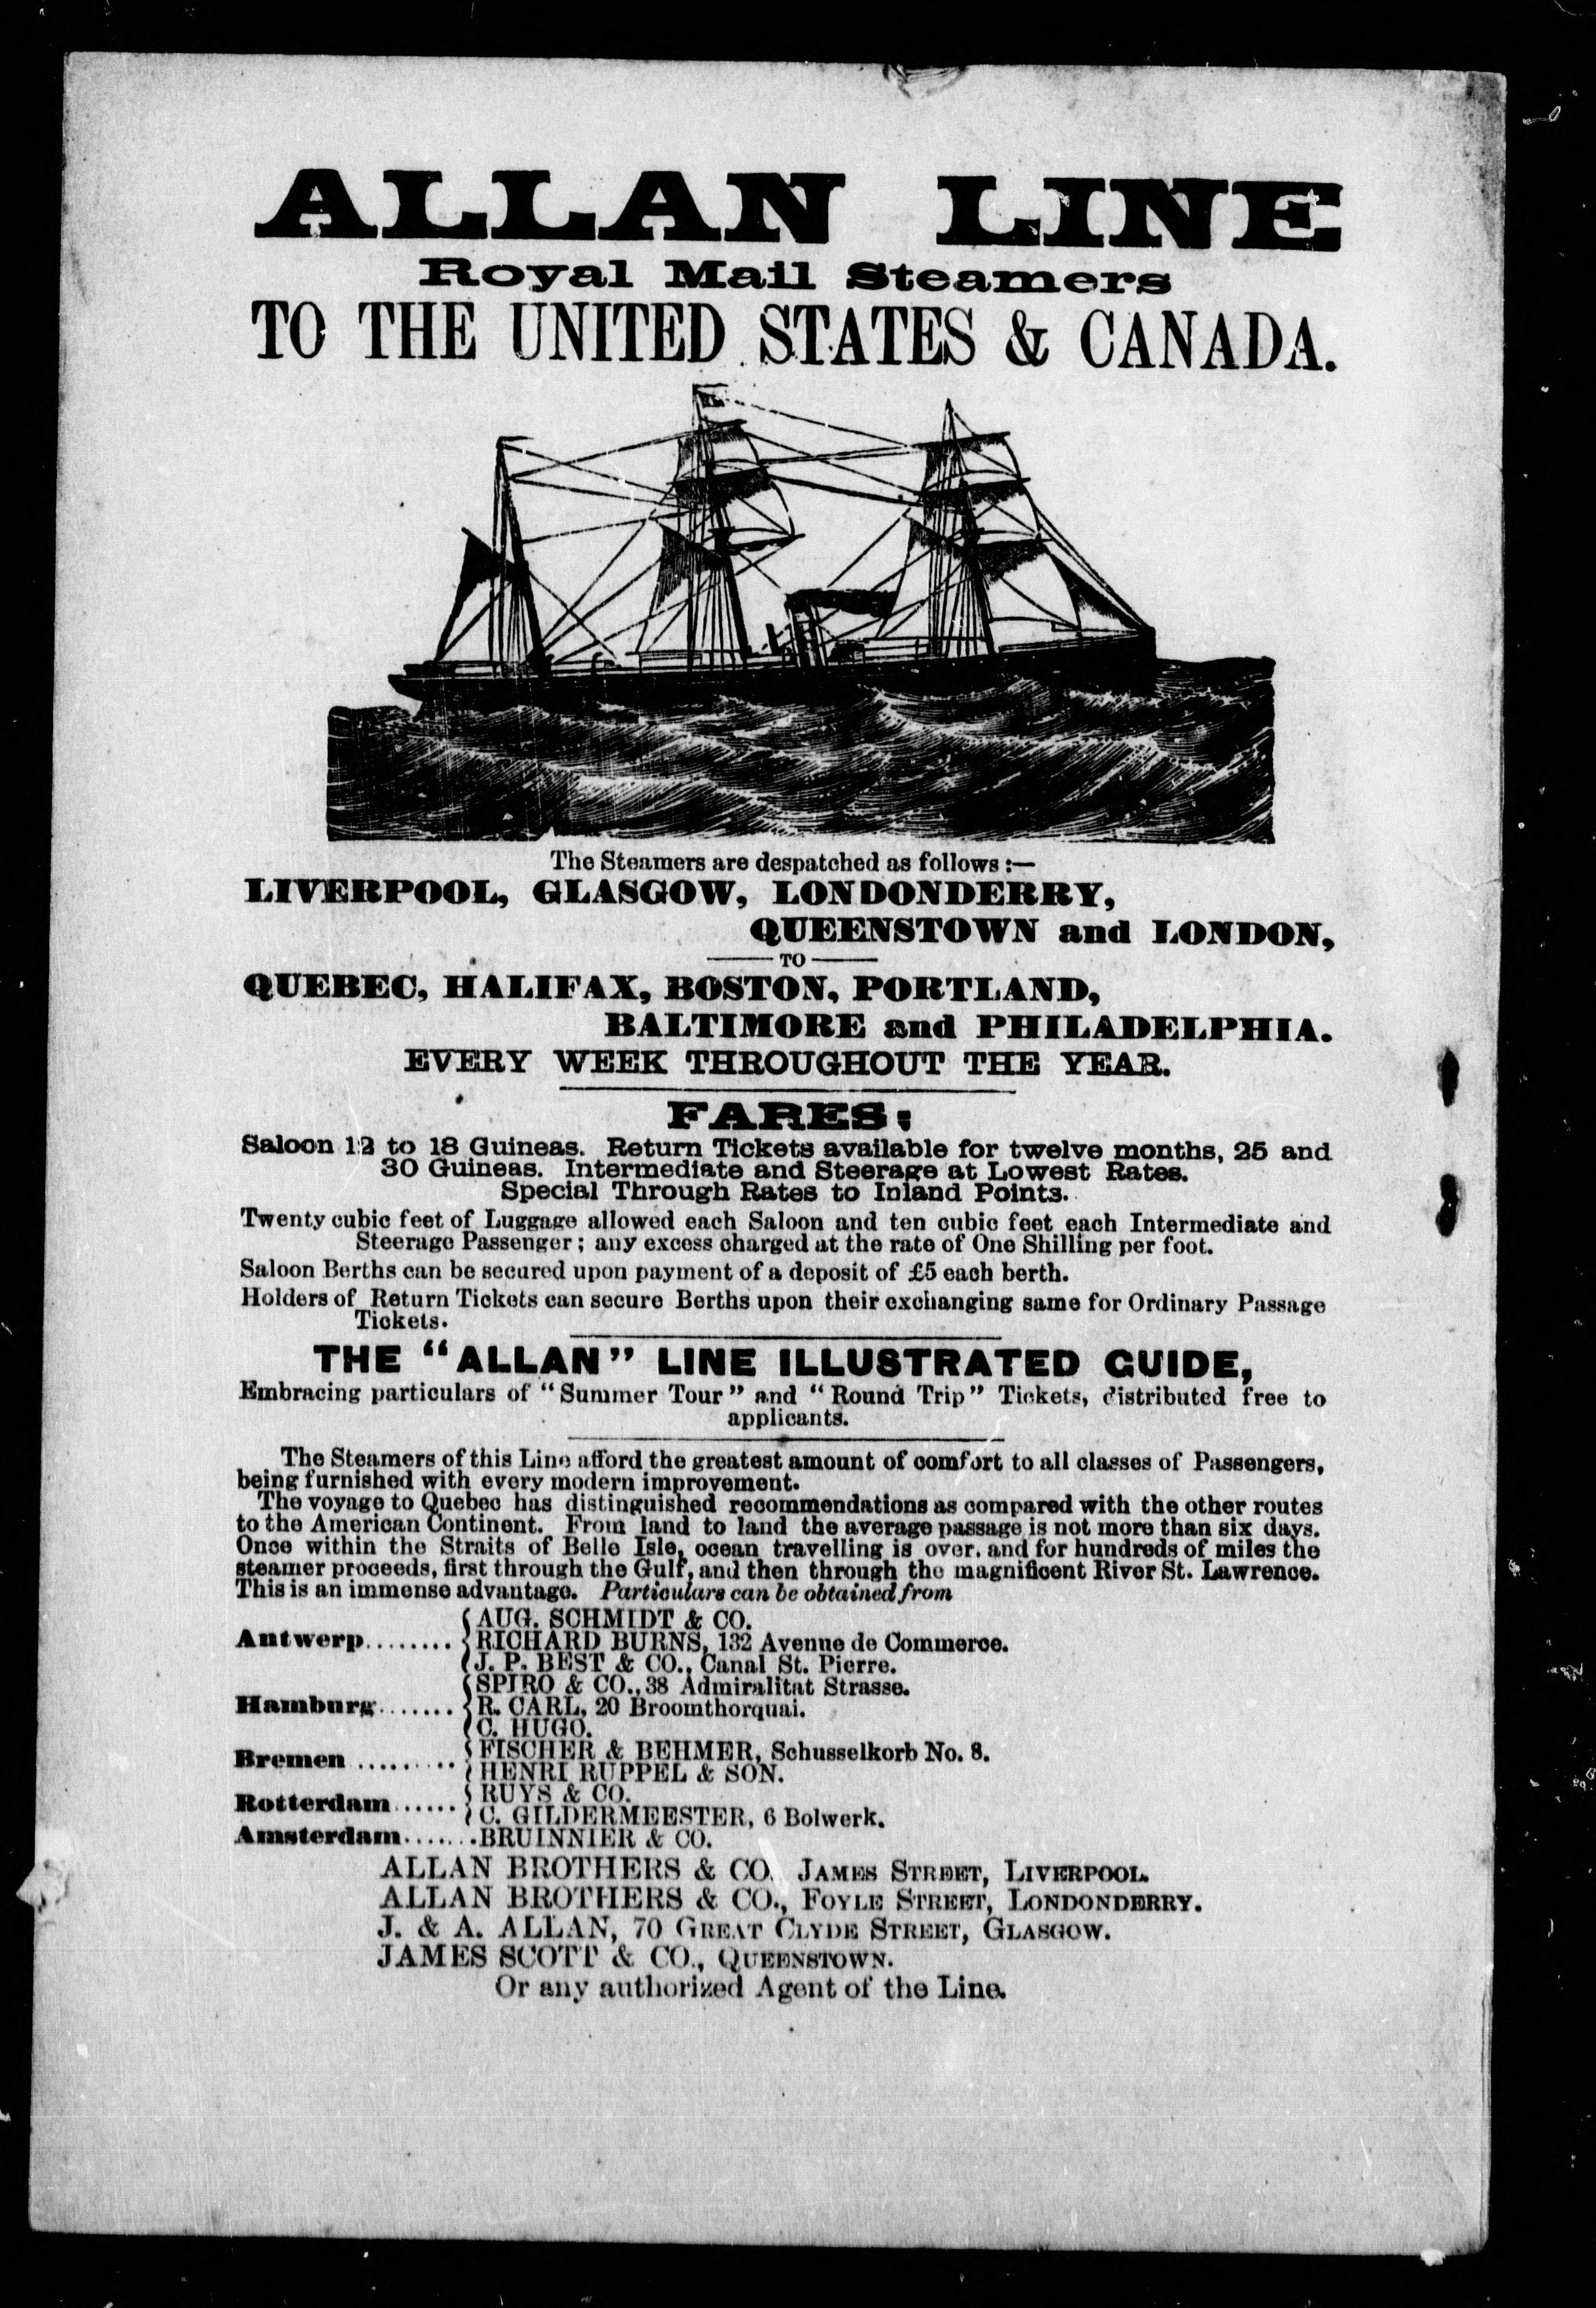 ALLAN LINE
Royal Mail Steamers
TO THE UNITED STATES & CANADA.
The Steamers are despatched as follows :—
LIVERPOOL, GLASGOW, LONDONDERRY,
QUEENSTOWN and LONDON,
TO
QUEBEC, HALIFAX, BOSTON, PORTLAND,
BALTIMORE and PHILADELPHIA.
EVERY WEEK THROUGHOUT THE YEAR.
FARES:
Saloon 12 to 18 Guineas. Return Tickets available for twelve months, 25 and
30 Guineas. Intermediate and Steerage at Lowest Rates.
Special Through Rates to Inland Points.
Twenty cubic feet of Luggage allowed each Saloon and ten cubic feet each Intermediate and
Steerage Passenger ; any excess charged at the rate of One Shilling per foot.
Saloon Berths can be secured upon payment of a deposit of £5 each berth.
Holders of Return Tickets can secure Berths upon their exchanging same for Ordinary Passage
Tickets.
THE "ALLAN" LINE ILLUSTRATED GUIDE,
Embracing particulars of "Summer Tour" and "Round Trip" Tickets, distributed free to
applicants.
The Steamers of this Line afford the greatest amount of comfort to all classes of Passengers,
being furnished with every modern improvement.
The voyage to Quebec has distinguished recommendations as compared with the other routes
to the American Continent. From land to land the average passage is not more than six days.
Once within the Straits of Belle Isle, ocean travelling is over, and for hundreds of miles the
steamer proceeds, first through the Gulf, and then through the magnificent River St. Lawrence.
This is an immense advantage. Particulars can be obtained from
AUG. SCHMIDT & CO.
Antwerp........ RICHARD BURNS, 132 Avenue de Commerce.
J. P. BEST & CO., Canal St. Pierre.
SPIRO & CO., 38 Admiralitat Strasse.
Hamburg....... R. CARL, 20 Broomthorquai.
C. HUGO.
Bremen ......... FISCHER & BEHMER, Schusselkorb No. 8.
HENRI RUPPEL & SON.
Rotterdam...... RUYS & CO.
C. GILDERMEESTER, 6 Bolwerk.
Amsterdam.......BRUINNIER & CO.
ALLAN BROTHERS & CO. JAMES STREET, LIVERPOOL.
ALLAN BROTHERS & CO., FOYLE STREET, LONDONDERRY.
J. & A. ALLAN, 70 GREAT CLYDE STREET, GLASGOW.
JAMES SCOTT & CO., QUEENSTOWN.
Or any authorized Agent of the Line.